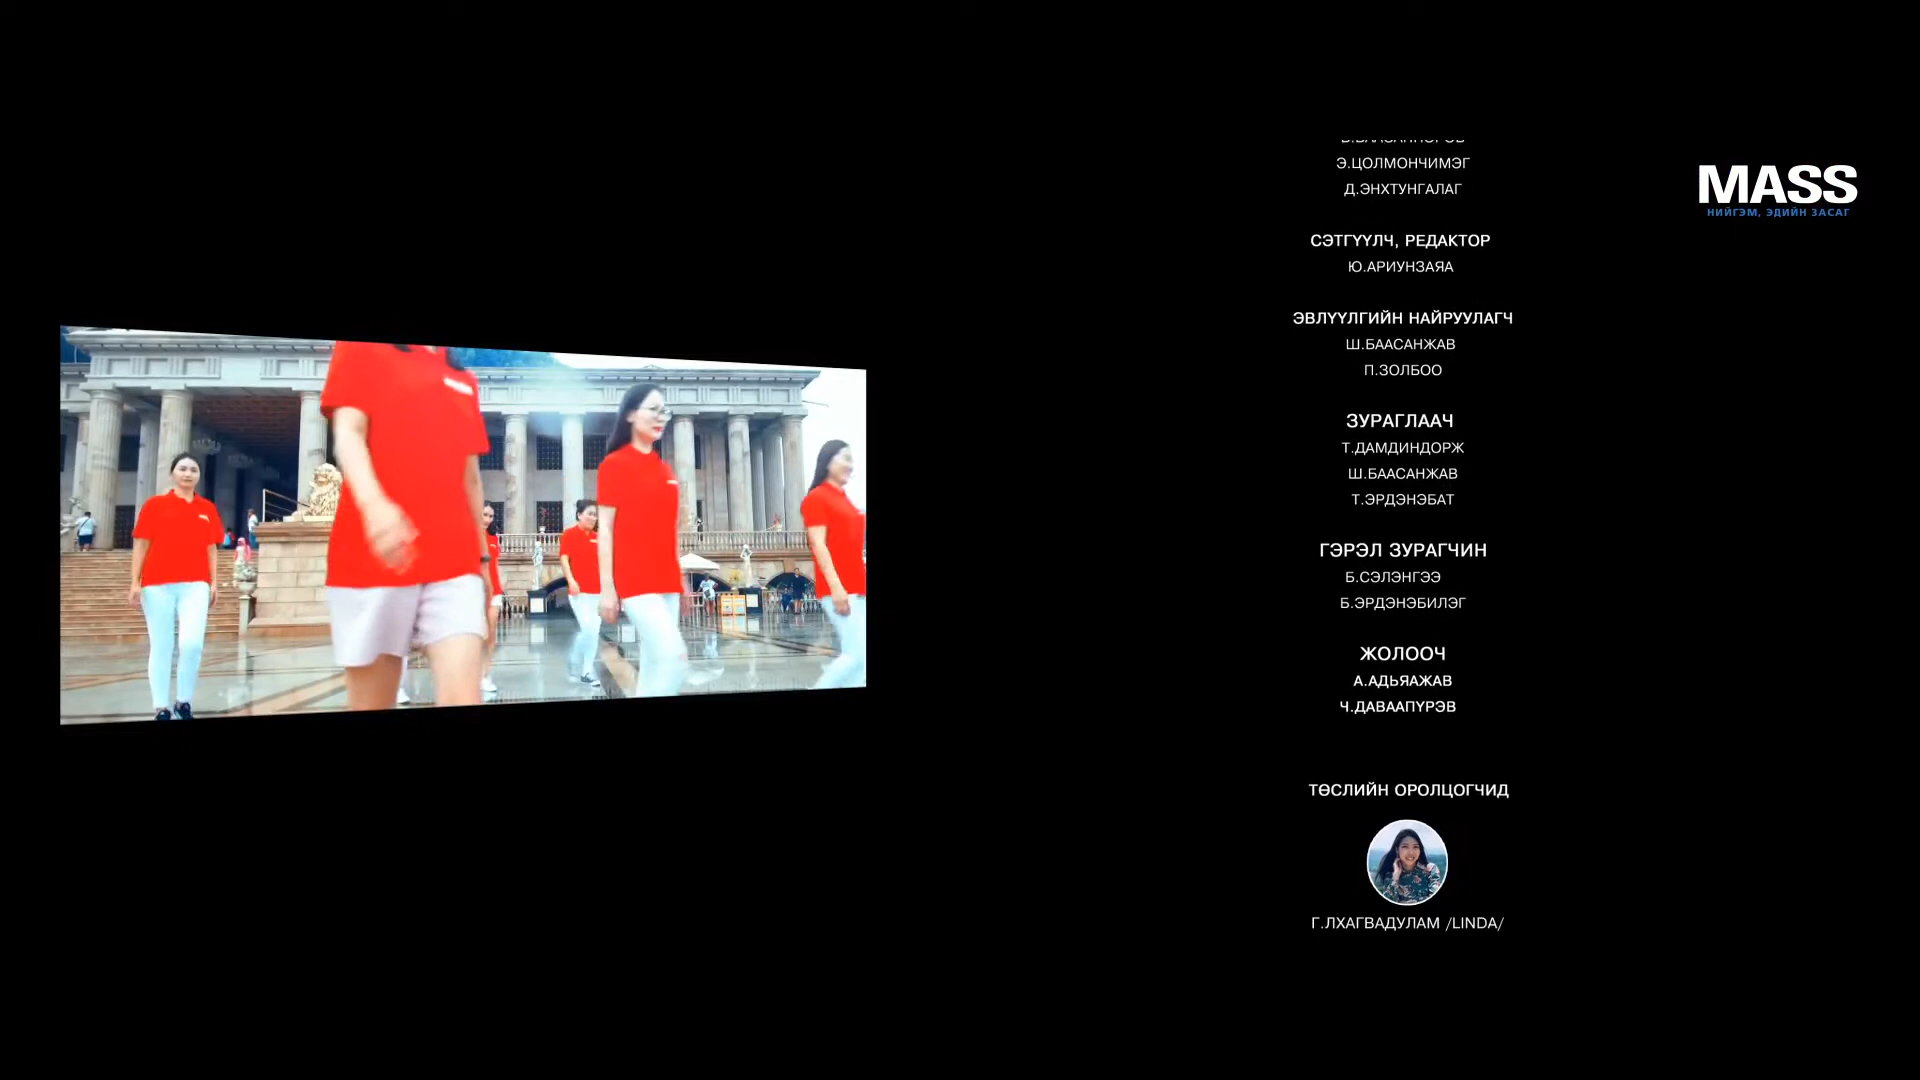 Э.ЦОЛМОНЧИМЭГ
Д.ЭНХТУНГАЛАГ
СЭТГҮҮЛЧ, РЕДАКТОР
Ю.АРИУНЗАЯА
ЭВЛҮҮЛГИЙН НАЙРУУЛАГЧ
Ш.БААСАНЖАВ
П.ЗОЛБОО
ЗУРАГЛААЧ
Т.ДАМДИНДОРЖ
Ш.БААСАНЖАВ
Т.ЭРДЭНЭБАТ
ГЭРЭЛ ЗУРАГЧИН
Б.СЭЛЭНГЭЭ
Б.ЭРДЭНЭБИЛЭГ
ЖОЛООЧ
А.АДЬЯАЖАВ
Ч.ДАВААПҮРЭВ
ТӨСЛИЙН ОРОЛЦОГЧИД
Г.ЛХАГВАДУЛАМ /LINDA/
MASS
НИЙГЭМ, ЭДИЙН ЗАСАГ